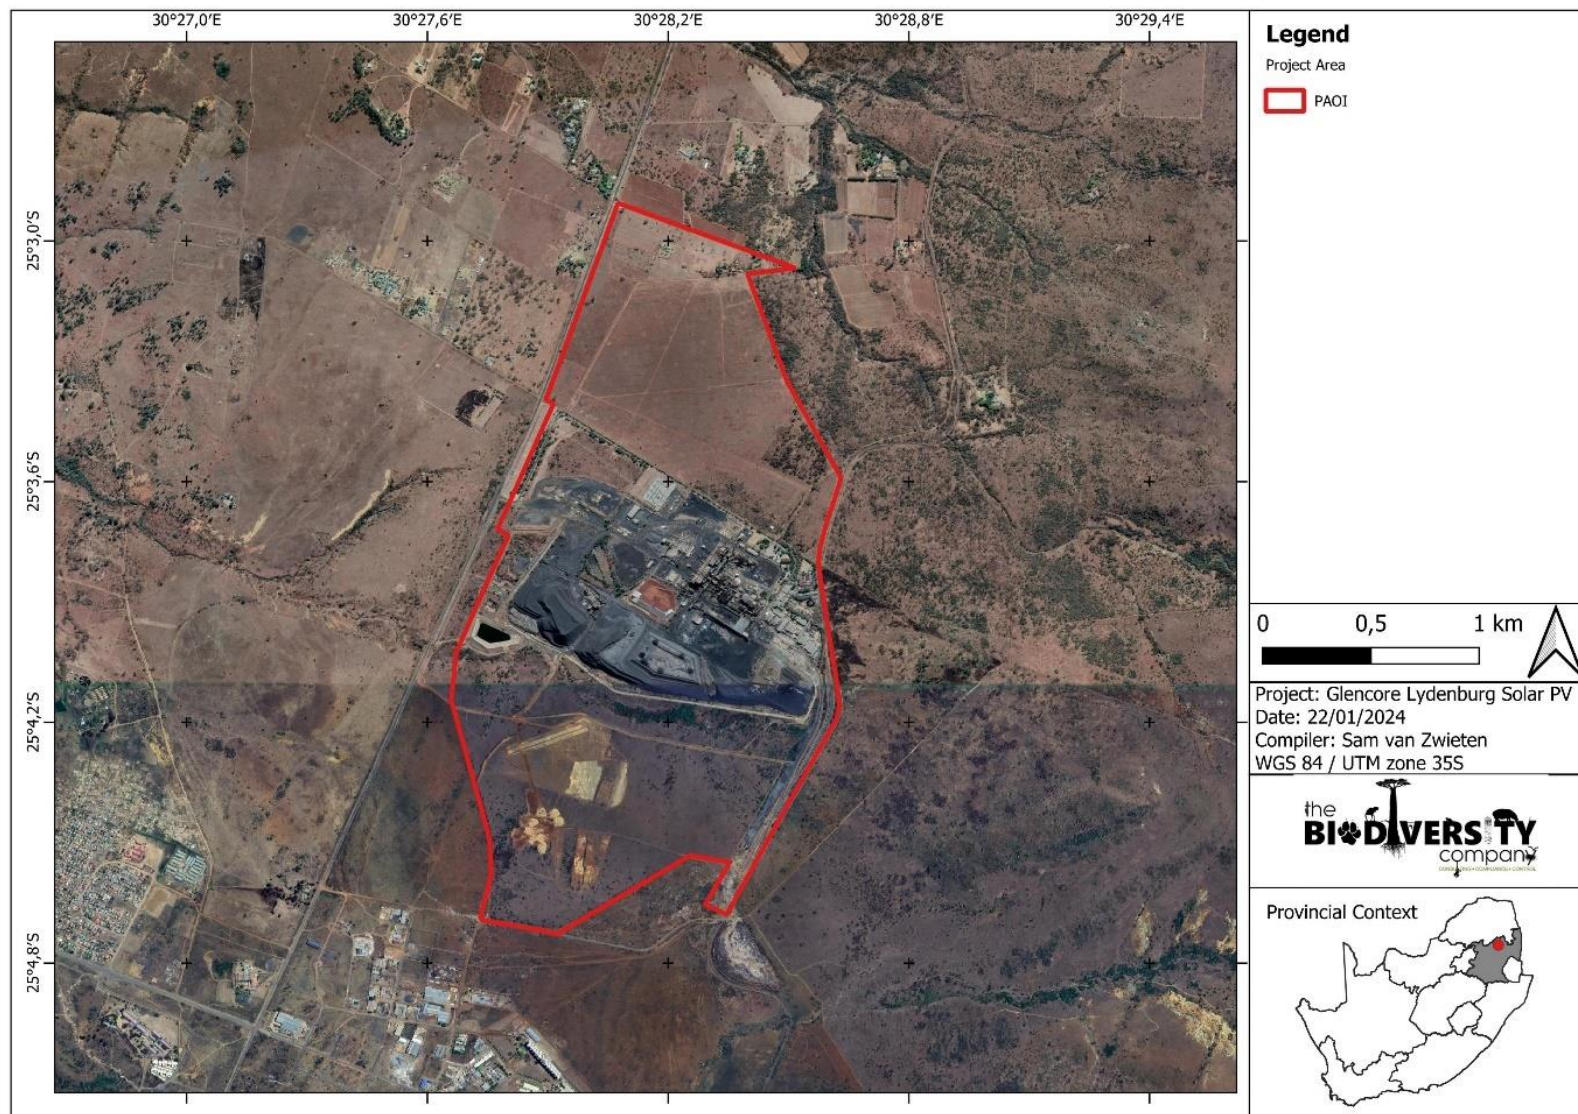 30°27,0′E 30°27,6′E 30°28,2′E 30°28,8′E 30°29,4′E
25°3,0′S
25°3,6′S
25°4,2′S
25°4,8′S
Legend
Project Area
PAOI
0 0,5 1 km
Project: Glencore Lydenburg Solar PV
Date: 22/01/2024
Compiler: Sam van Zwieten
WGS 84 / UTM zone 35S
the
BIODIVERSITY
company
CONSULTING • COMPLIANCE • CONTROL
Provincial Context